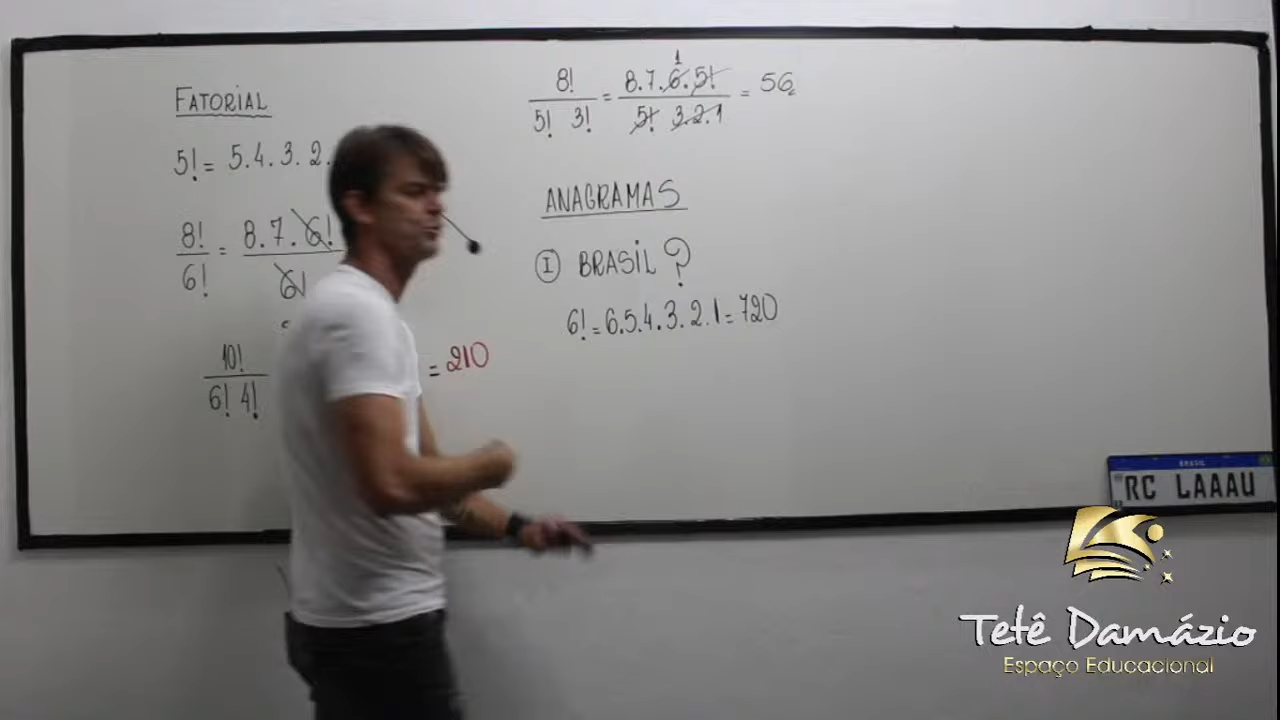 FATORIAL
5! = 5.4.3.2.
8!/6! = 8.7.6!/6!
10!/6! 4! = 210
8!/5! 3! = 8.7.6.5!/5! 3.2.1 = 56
1
ANAGRAMAS
I BRASIL?
6! = 6.5.4.3.2.1 = 720
BRASIL
RC LAAAU
Tetê Damázio
Espaço Educacional